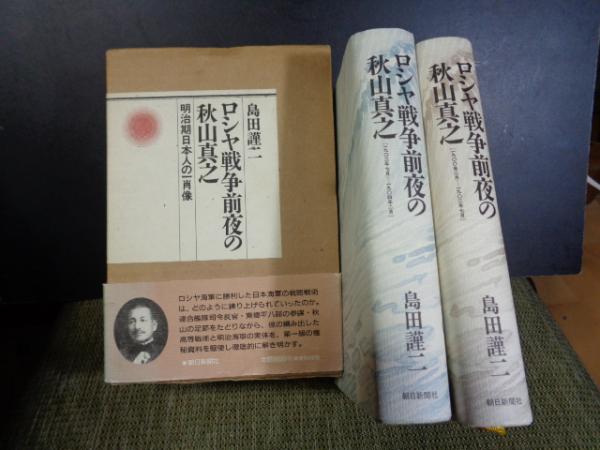 島田謹二
ロシヤ戦争前夜の
秋山真之
明治期日本人の一肖像
ロシヤ海軍に勝利した日本海軍の戦略戦術
は、どのように練り上げられていったのか。
連合艦隊司令長官・東郷平八郎の参謀・秋
山の足跡をたどりながら、彼の編み出した
高等戦術と明治海軍の実体を、第一級の極
秘資料を駆使し徹底的に解き明かす。
朝日新聞社
ロシヤ戦争前夜の
秋山真之
島田謹二
朝日新聞社
ロシヤ戦争前夜の
秋山真之
島田謹二
朝日新聞社